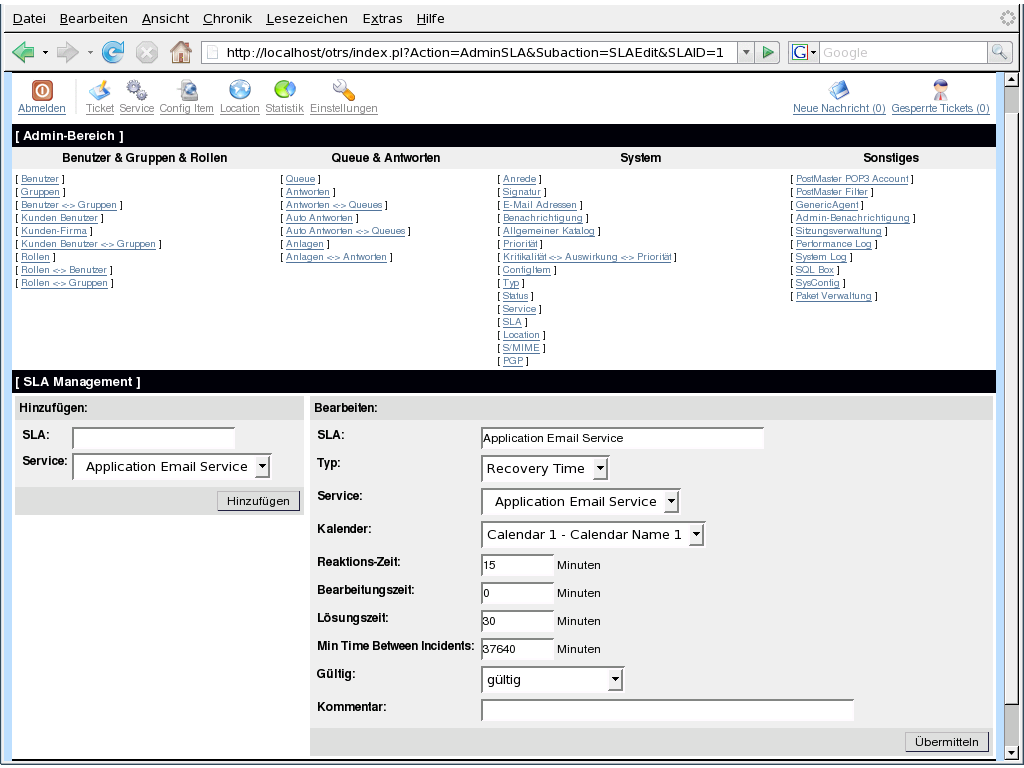 Datei Bearbeiten Ansicht Chronik Lesezeichen Extras Hilfe
http://localhost/otrs/index.pl?Action=AdminSLA&Subaction=SLAEdit&SLAID=1 G Google
Abmelden Ticket Service Config Item Location Statistik Einstellungen Neue Nachricht (0) Gesperrte Tickets (0)
[ Admin-Bereich ]
Benutzer & Gruppen & Rollen Queue & Antworten System Sonstiges
[ Benutzer ] [ Queue ] [ Anrede ] [ PostMaster POP3 Account ]
[ Gruppen ] [ Antworten ] [ Signatur ] [ PostMaster Filter ]
[ Benutzer <-> Gruppen ] [ Antworten <-> Queues ] [ E-Mail Adressen ] [ GenericAgent ]
[ Kunden Benutzer ] [ Auto Antworten ] [ Benachrichtigung ] [ Admin-Benachrichtigung ]
[ Kunden-Firma ] [ Auto Antworten <-> Queues ] [ Allgemeiner Katalog ] [ Sitzungsverwaltung ]
[ Kunden Benutzer <-> Gruppen ] [ Anlagen ] [ Priorität ] [ Performance Log ]
[ Rollen ] [ Anlagen <-> Antworten ] [ Kritikalität <-> Auswirkung <-> Priorität ] [ System Log ]
[ Rollen <-> Benutzer ] [ ConfigItem ] [ SQL Box ]
[ Rollen <-> Gruppen ] [ Typ ] [ SysConfig ]
[ Status ] [ Paket Verwaltung ]
[ Service ]
[ SLA ]
[ Location ]
[ S/MIME ]
[ PGP ]
[ SLA Management ]
Hinzufügen:
SLA:
Service: Application Email Service
Hinzufügen
Bearbeiten:
SLA: Application Email Service
Typ: Recovery Time
Service: Application Email Service
Kalender: Calendar 1 - Calendar Name 1
Reaktions-Zeit: 15 Minuten
Bearbeitungszeit: 0 Minuten
Lösungszeit: 30 Minuten
Min Time Between Incidents: 37640 Minuten
Gültig: gültig
Kommentar:
Übermitteln